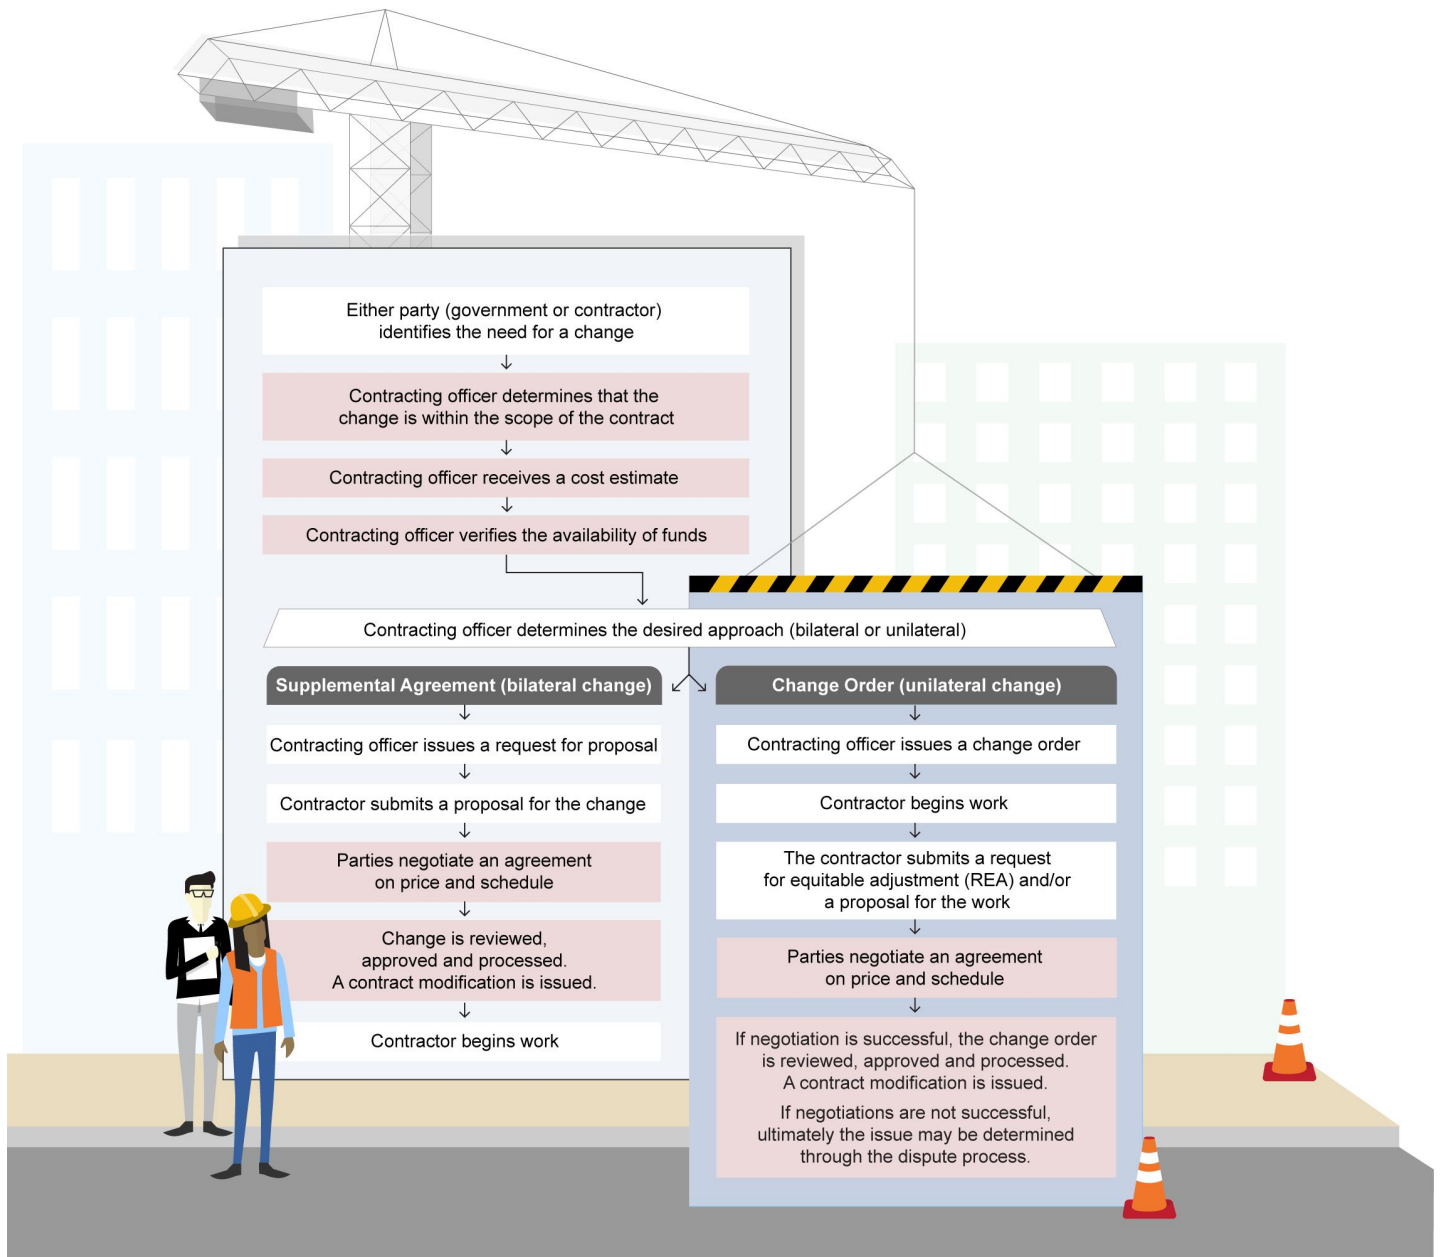 Either party (government or contractor)
identifies the need for a change
Contracting officer determines that the
change is within the scope of the contract
Contracting officer receives a cost estimate
Contracting officer verifies the availability of funds
Contracting officer determines the desired approach (bilateral or unilateral)
Supplemental Agreement (bilateral change)
Contracting officer issues a request for proposal
Contractor submits a proposal for the change
Parties negotiate an agreement
on price and schedule
Change is reviewed,
approved and processed.
A contract modification is issued.
Contractor begins work
Change Order (unilateral change)
Contracting officer issues a change order
Contractor begins work
The contractor submits a request
for equitable adjustment (REA) and/or
a proposal for the work
Parties negotiate an agreement
on price and schedule
If negotiation is successful, the change order
is reviewed, approved and processed.
A contract modification is issued.
If negotiations are not successful,
ultimately the issue may be determined
through the dispute process.